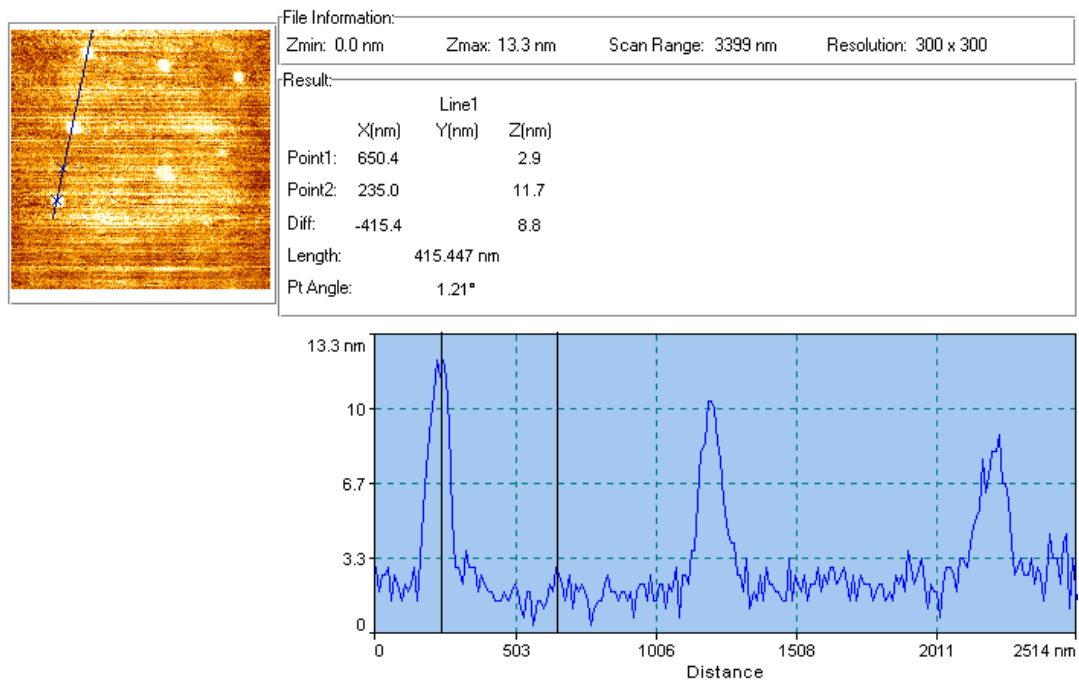 File Information:
Zmin: 0.0 nm Zmax: 13.3 nm Scan Range: 3399 nm Resolution: 300 x 300
Result:
Line1
X(nm) Y(nm) Z(nm)
Point1: 650.4 2.9
Point2: 235.0 11.7
Diff: -415.4 8.8
Length: 415.447 nm
Pt Angle: 1.21°
13.3 nm
10
6.7
3.3
0
0 503 1006 1508 2011 2514 nm
Distance